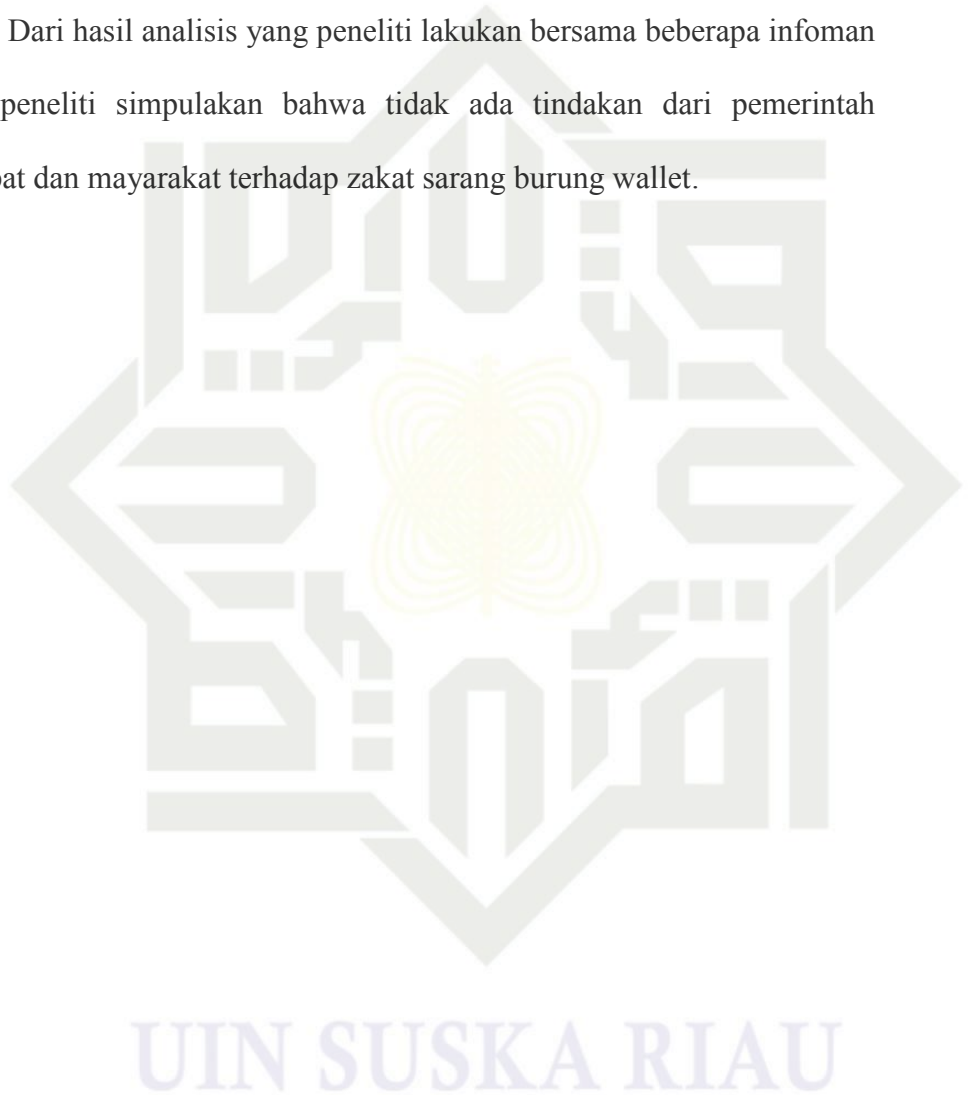 Dari hasil analisis yang peneliti lakukan bersama beberapa infoman
peneliti simpulakan bahwa tidak ada tindakan dari pemerintah
pat dan mayarakat terhadap zakat sarang burung wallet.
UIN SUSKA RIAU